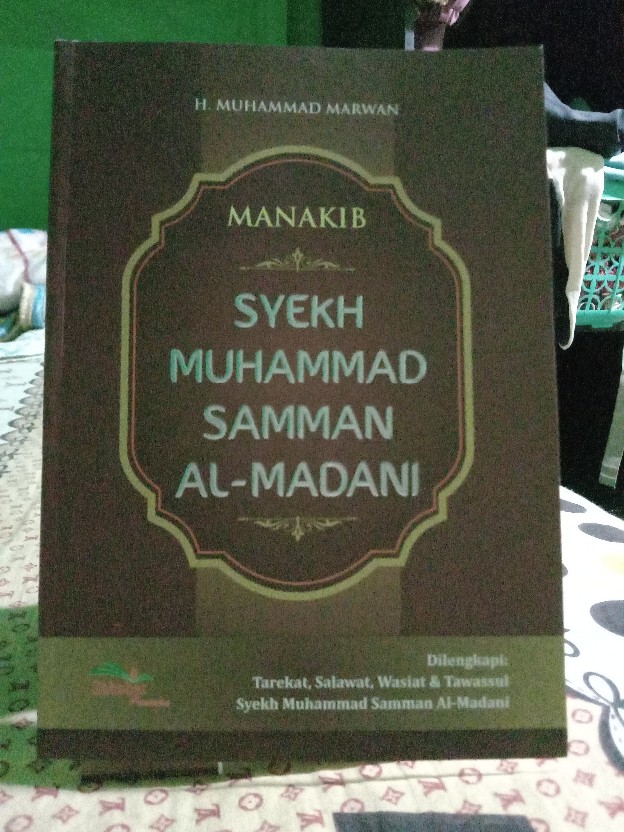 H. MUHAMMAD MARWAN
MANAKIB
SYEKH
MUHAMMAD
SAMMAN
AL-MADANI
Dilengkapi:
Tarekat, Salawat, Wasiat & Tawassul
Syekh Muhammad Samman Al-Madani